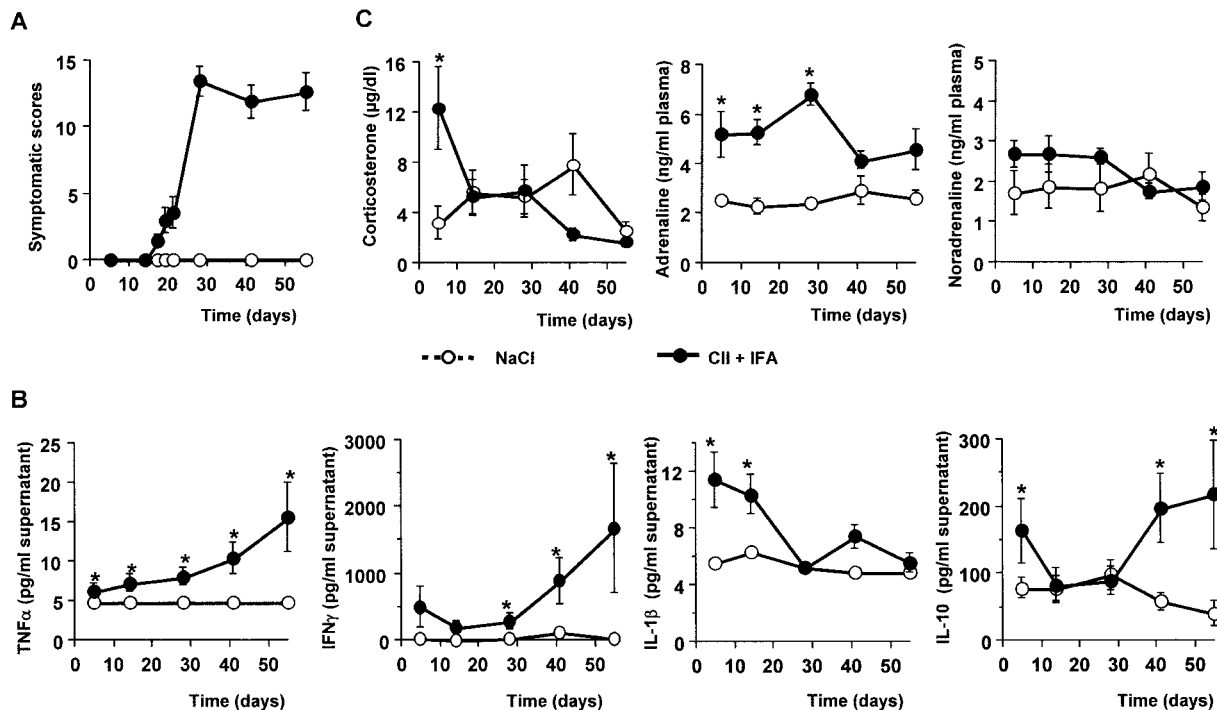 A
Symptomatic scores
15
10
5
0
0 10 20 30 40 50
Time (days)
C
Corticosterone (µg/dl)
16
12
8
4
0
*
0 10 20 30 40 50
Time (days)
Adrenaline (ng/ml plasma)
8
6
4
2
0
* * *
0 10 20 30 40 50
Time (days)
Noradrenaline (ng/ml plasma)
5
4
3
2
1
0
0 10 20 30 40 50
Time (days)
NaCl
CII + IFA
B
TNFα (pg/ml supernatant)
25
20
15
10
5
0
* * * * *
0 10 20 30 40 50
Time (days)
IFNγ (pg/ml supernatant)
3000
2000
1000
0
* * *
0 10 20 30 40 50
Time (days)
IL-1β (pg/ml supernatant)
12
8
4
0
* *
0 10 20 30 40 50
Time (days)
IL-10 (pg/ml supernatant)
300
200
100
0
* * *
0 10 20 30 40 50
Time (days)